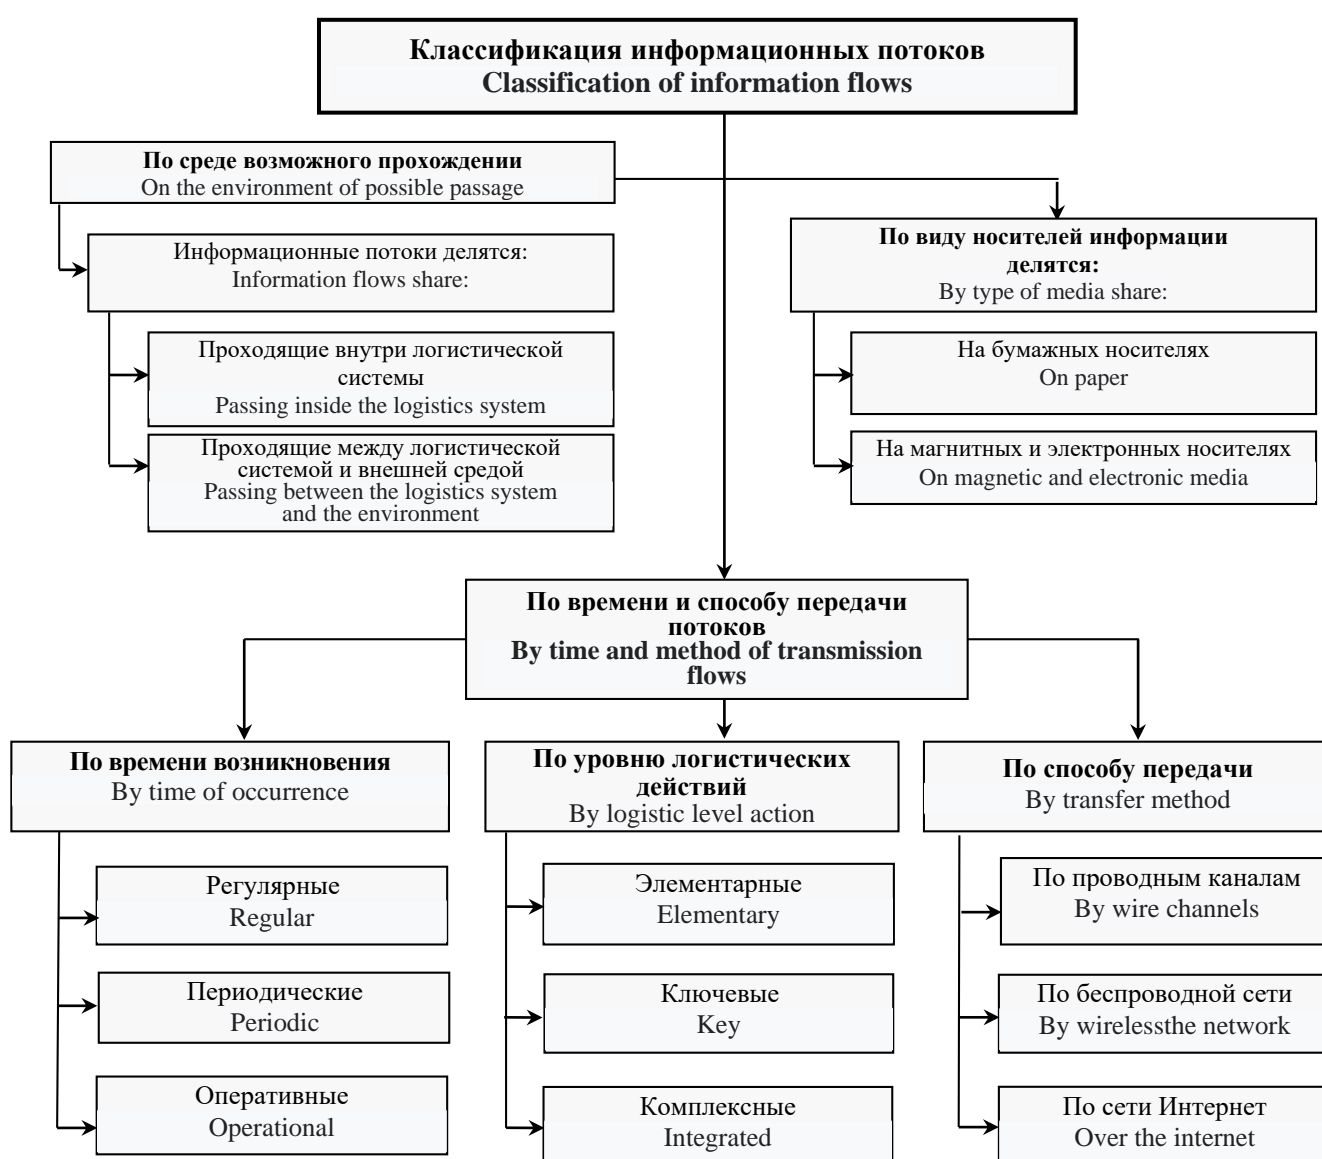 Классификация информационных потоков
Classification of information flows
По среде возможного прохождении
On the environment of possible passage
Информационные потоки делятся:
Information flows share:
Проходящие внутри логистической
системы
Passing inside the logistics system
Проходящие между логистической
системой и внешней средой
Passing between the logistics system
and the environment
По виду носителей информации
делятся:
By type of media share:
На бумажных носителях
On paper
На магнитных и электронных носителях
On magnetic and electronic media
По времени и способу передачи
потоков
By time and method of transmission
flows
По времени возникновения
By time of occurrence
Регулярные
Regular
Периодические
Periodic
Оперативные
Operational
По уровню логистических
действий
By logistic level action
Элементарные
Elementary
Ключевые
Key
Комплексные
Integrated
По способу передачи
By transfer method
По проводным каналам
By wire channels
По беспроводной сети
By wirelessthe network
По сети Интернет
Over the internet